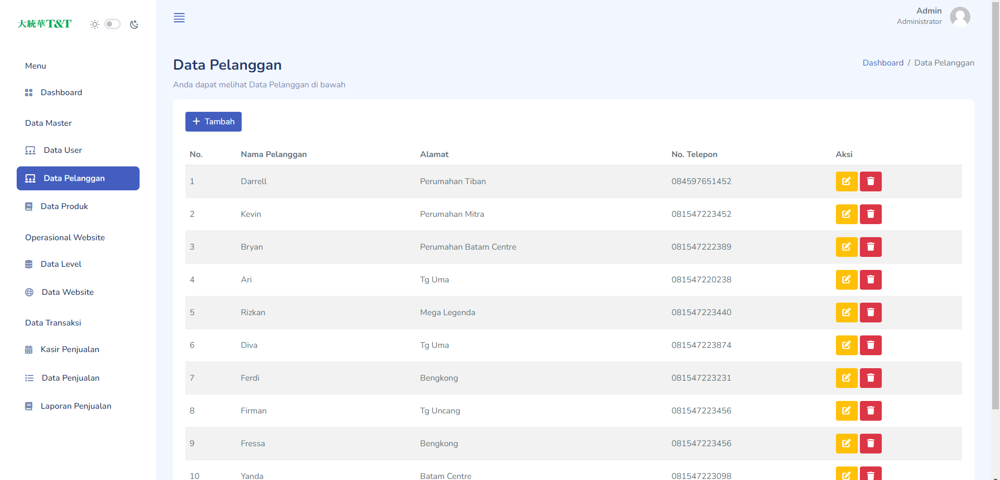 大統華T&T
Admin
Administrator
Menu
Dashboard
Data Master
Data User
Data Pelanggan
Data Produk
Operasional Website
Data Level
Data Website
Data Transaksi
Kasir Penjualan
Data Penjualan
Laporan Penjualan
Data Pelanggan
Dashboard / Data Pelanggan
Anda dapat melihat Data Pelanggan di bawah
Tambah
No. Nama Pelanggan Alamat No. Telepon Aksi
1 Darrell Perumahan Tiban 084597651452
2 Kevin Perumahan Mitra 081547223452
3 Bryan Perumahan Batam Centre 081547222389
4 Ari Tg Uma 081547220238
5 Rizkan Mega Legenda 081547223440
6 Diva Tg Uma 081547223874
7 Ferdi Bengkong 081547223231
8 Firman Tg Uncang 081547223456
9 Fressa Bengkong 081547223456
10 Yanda Batam Centre 081547223098